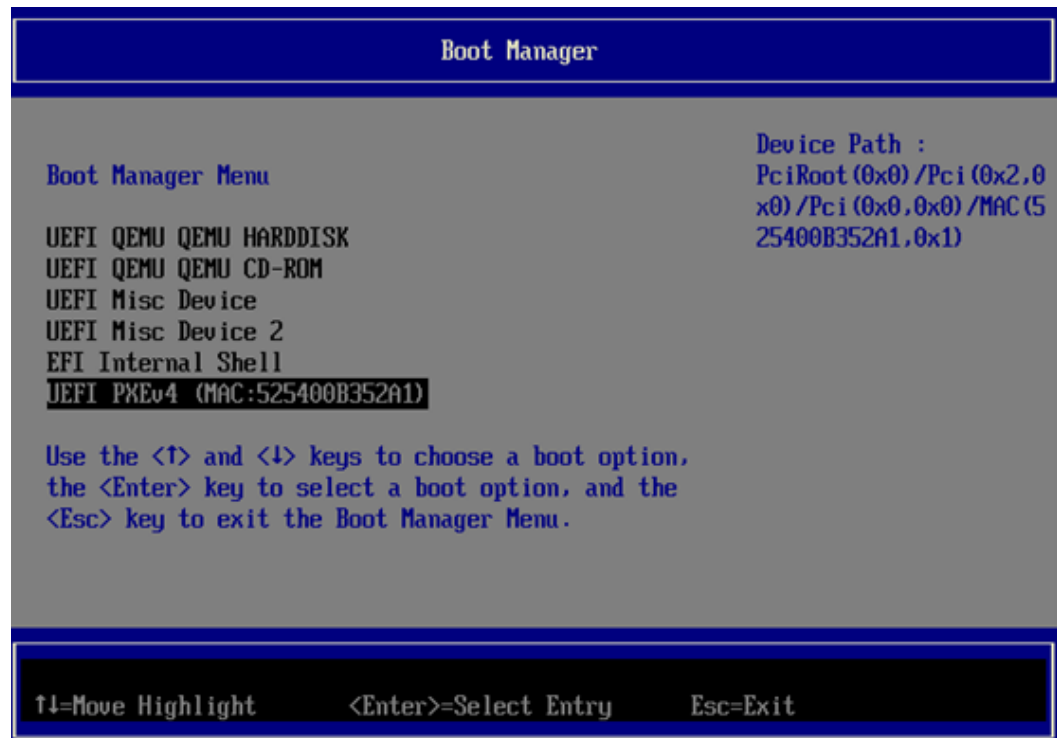 Boot Manager
Boot Manager Menu
UEFI QEMU QEMU HARDDISK
UEFI QEMU QEMU CD-ROM
UEFI Misc Device
UEFI Misc Device 2
EFI Internal Shell
UEFI PXEv4 (MAC:525400B352A1)
Use the <↑> and <↓> keys to choose a boot option,
the <Enter> key to select a boot option, and the
<Esc> key to exit the Boot Manager Menu.
Device Path :
PciRoot(0x0)/Pci(0x2,0
x0)/Pci(0x0,0x0)/MAC(5
25400B352A1,0x1)
↑↓=Move Highlight <Enter>=Select Entry Esc=Exit